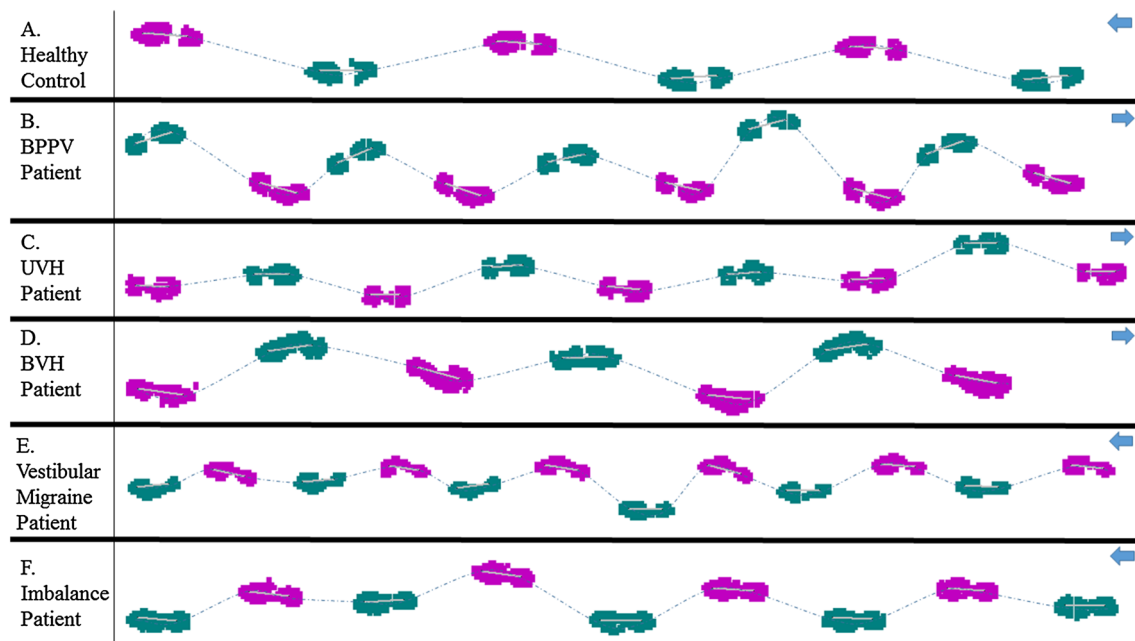 A.
Healthy
Control
B.
BPPV
Patient
C.
UVH
Patient
D.
BVH
Patient
E.
Vestibular
Migraine
Patient
F.
Imbalance
Patient